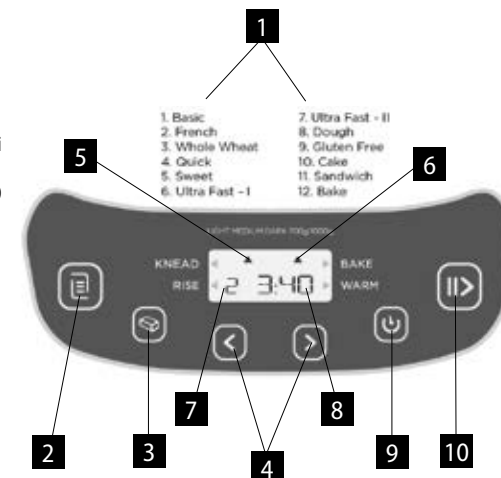 1
1. Basic
2. French
3. Whole Wheat
4. Quick
5. Sweet
6. Ultra Fast - I
7. Ultra Fast - II
8. Dough
9. Gluten Free
10. Cake
11. Sandwich
12. Bake
i
)
5
6
LIGHT MEDIUM DARK 700g 1000g
KNEAD
BAKE
RISE
2 3:40
WARM
7
8
2
3
4
9
10